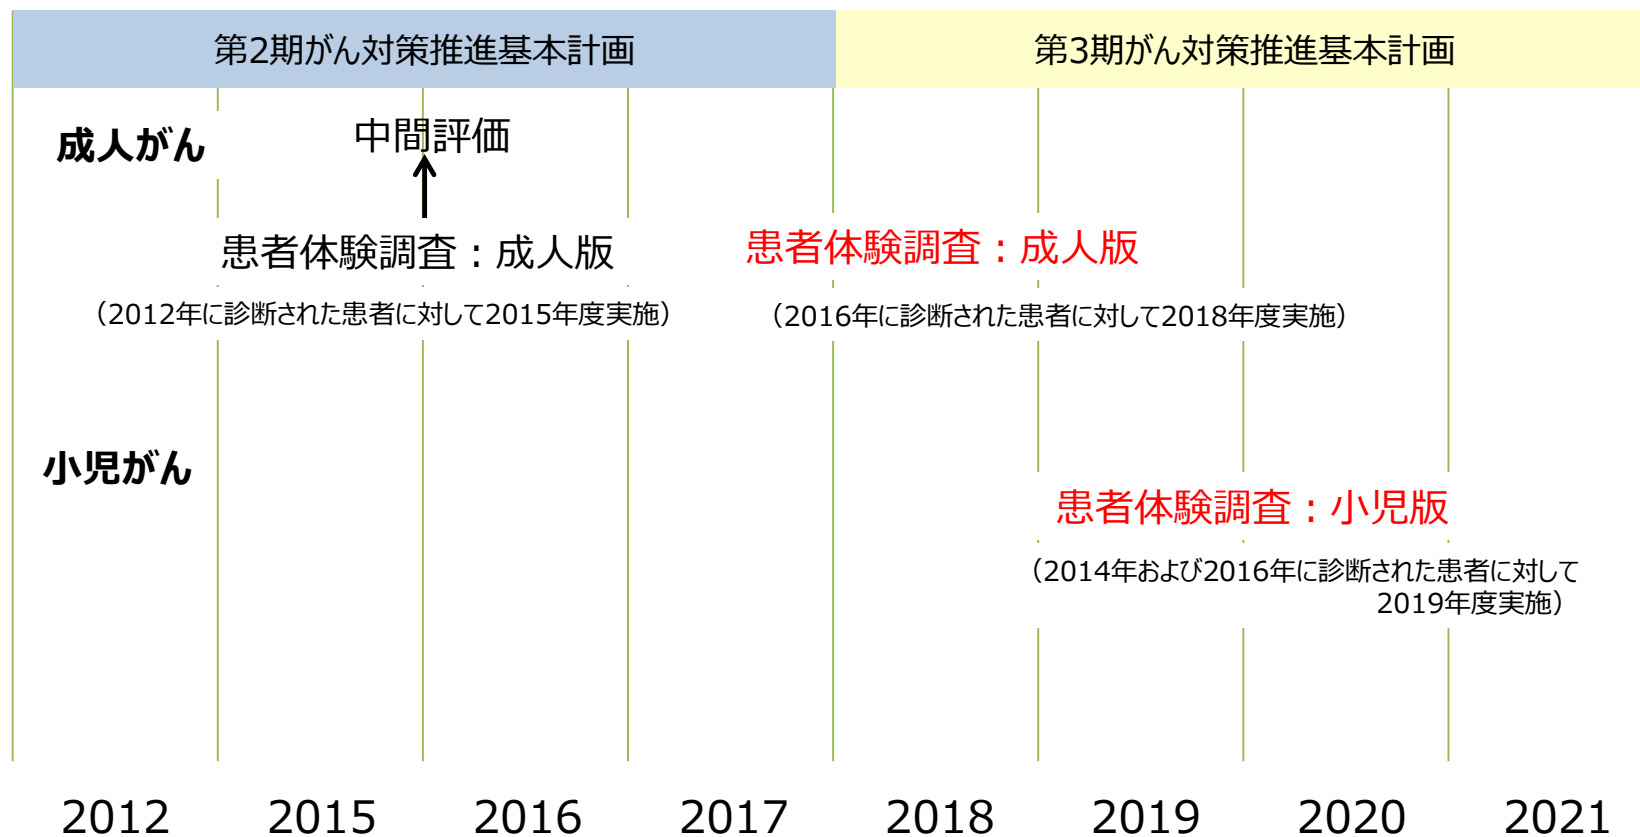 第2期がん対策推進基本計画
第3期がん対策推進基本計画
成人がん
中間評価
患者体験調査：成人版
（2012年に診断された患者に対して2015年度実施）
患者体験調査：成人版
（2016年に診断された患者に対して2018年度実施）
小児がん
患者体験調査：小児版
（2014年および2016年に診断された患者に対して
2019年度実施）
2012 2015 2016 2017 2018 2019 2020 2021